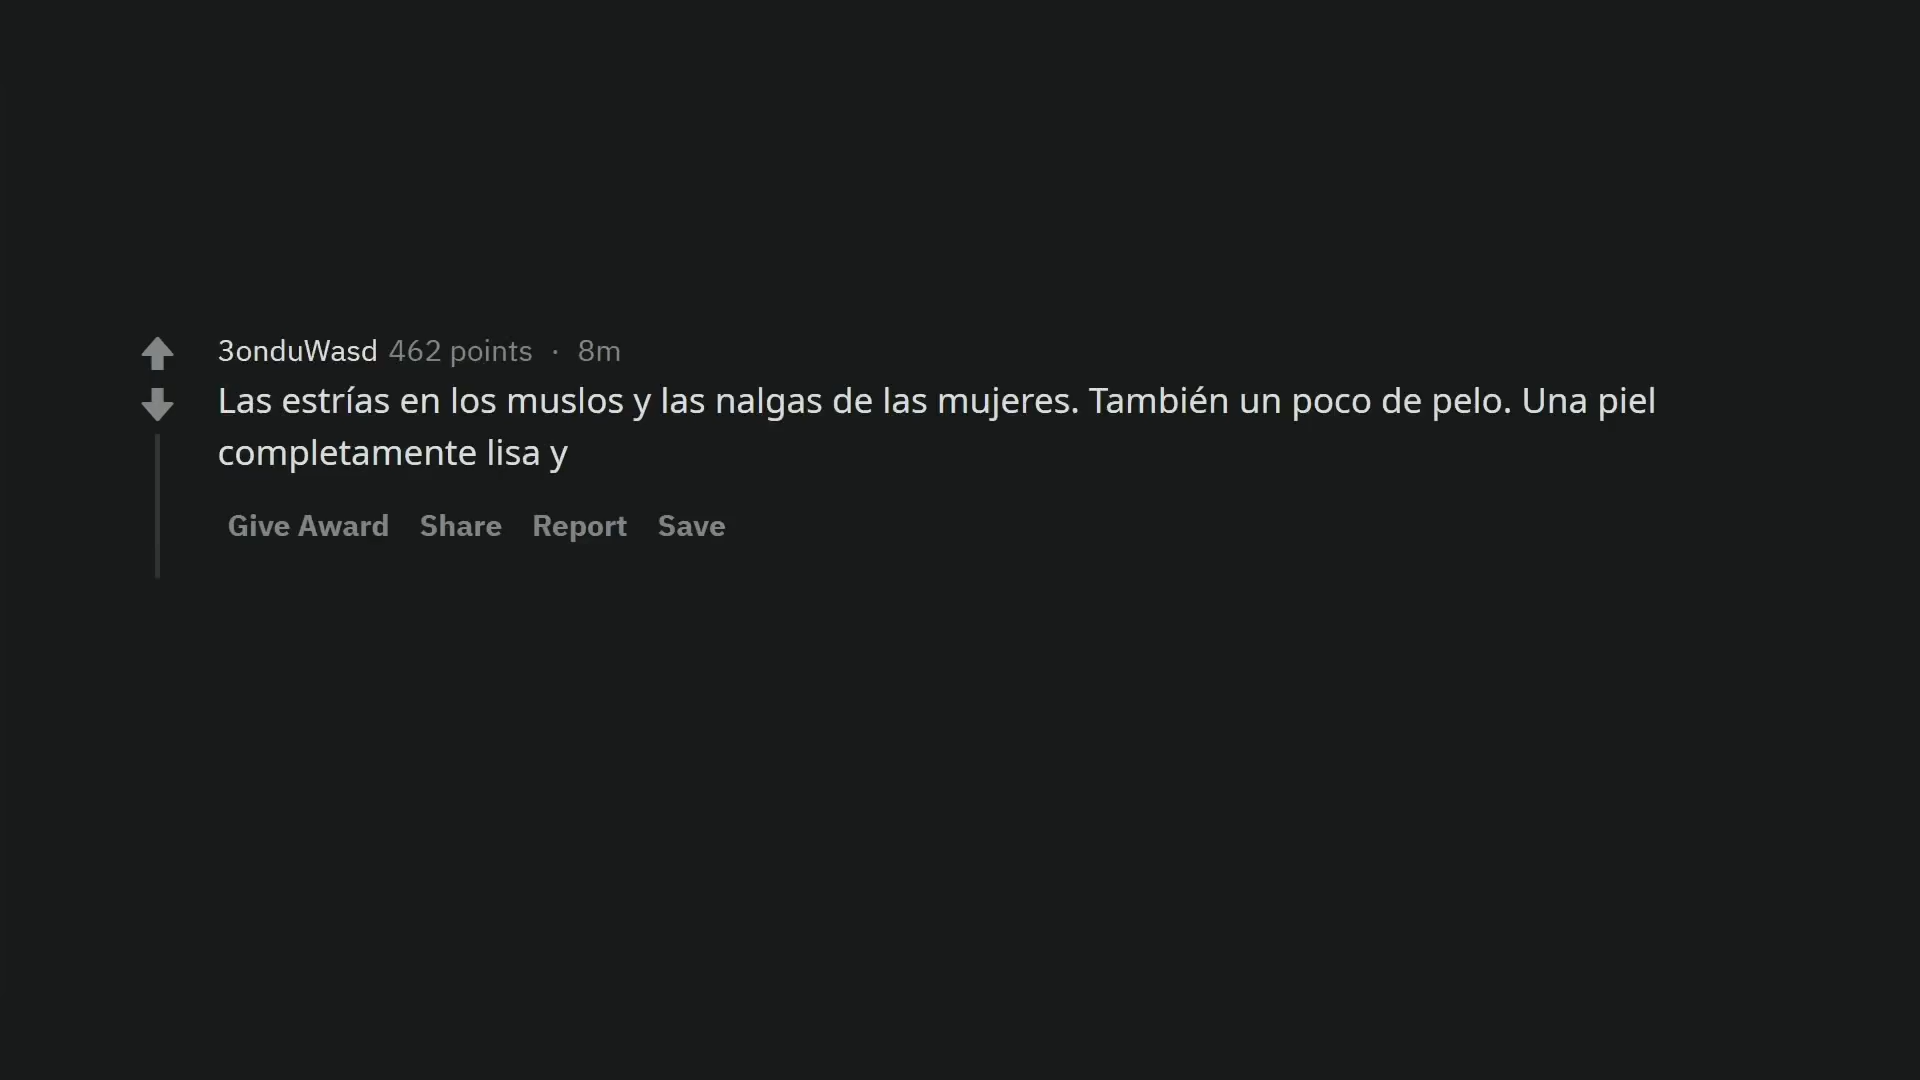 3onduWasd 462 points · 8m
Las estrías en los muslos y las nalgas de las mujeres. También un poco de pelo. Una piel
completamente lisa y
Give Award Share Report Save